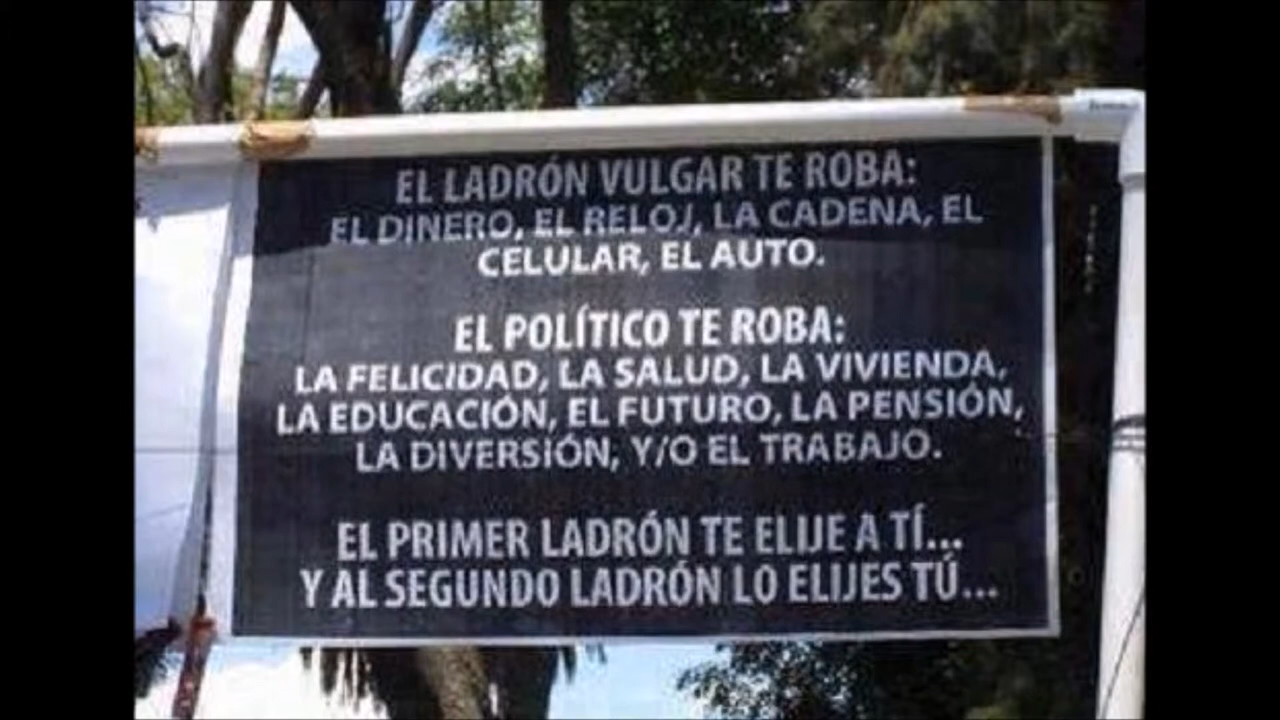 EL LADRÓN VULGAR TE ROBA:
EL DINERO, EL RELOJ, LA CADENA, EL
CELULAR, EL AUTO.
EL POLÍTICO TE ROBA:
LA FELICIDAD, LA SALUD, LA VIVIENDA,
LA EDUCACIÓN, EL FUTURO, LA PENSIÓN,
LA DIVERSIÓN, Y/O EL TRABAJO.
EL PRIMER LADRÓN TE ELIJE A TÍ...
Y AL SEGUNDO LADRÓN LO ELIJES TÚ...